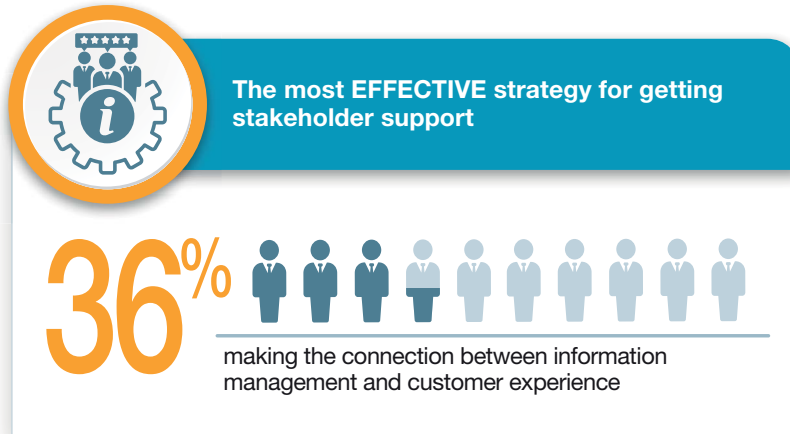 i
The most EFFECTIVE strategy for getting
stakeholder support
36%
making the connection between information
management and customer experience